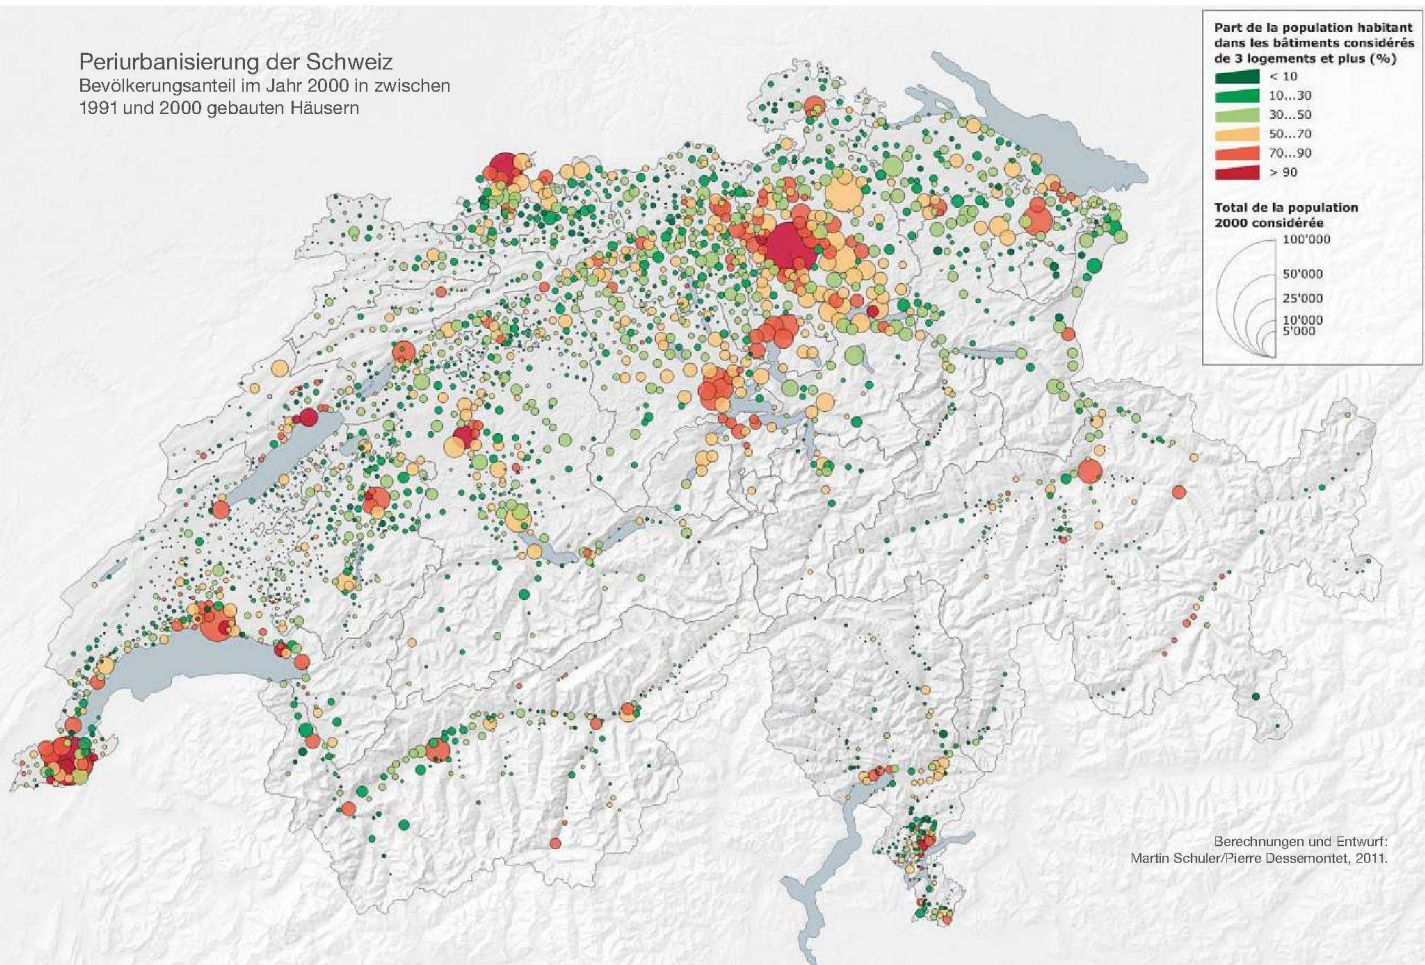 Periurbanisierung der Schweiz
Bevölkerungsanteil im Jahr 2000 in zwischen
1991 und 2000 gebauten Häusern
Part de la population habitant
dans les bâtiments considérés
de 3 logements et plus (%)
< 10
10...30
30...50
50...70
70...90
> 90
Total de la population
2000 considérée
100'000
50'000
25'000
10'000
5'000
Berechnungen und Entwurf:
Martin Schuler/Pierre Dessemontet, 2011.